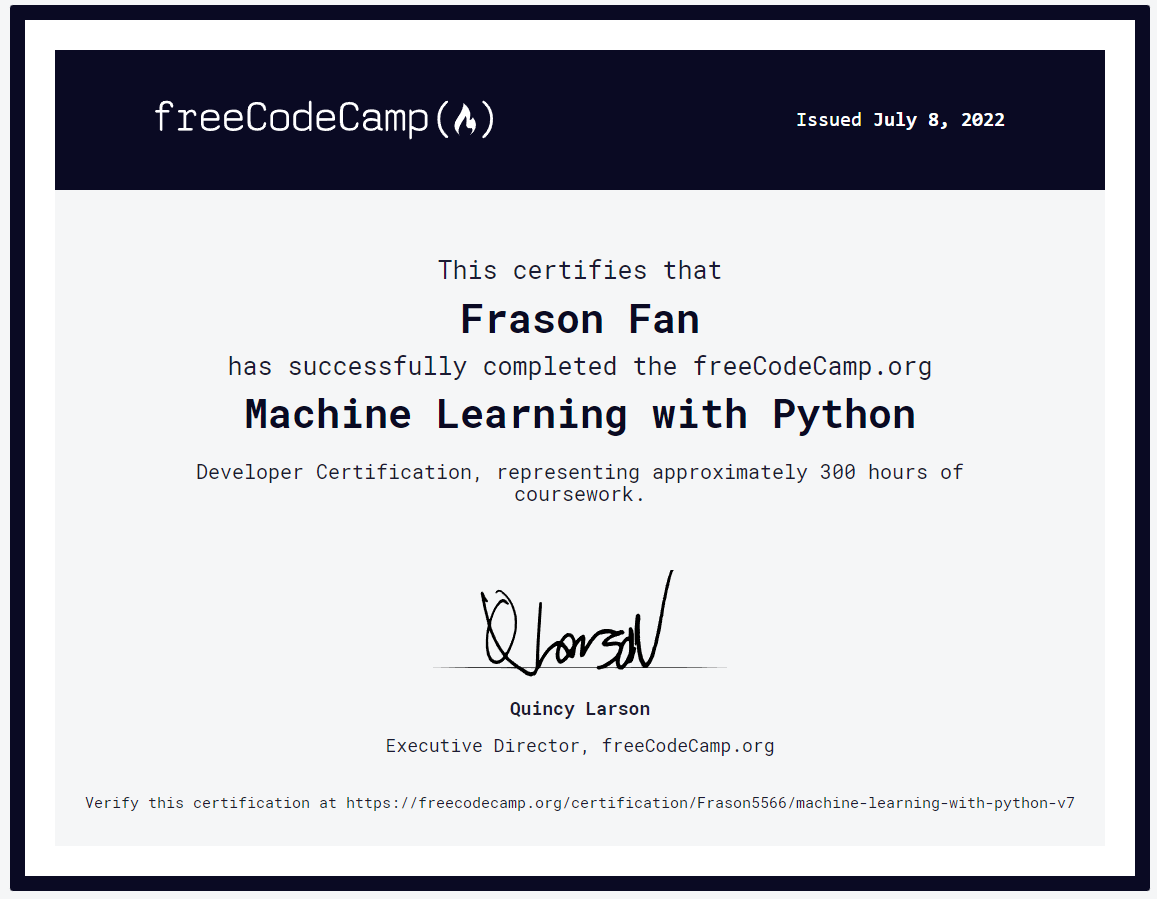 freeCodeCamp(🔥)
Issued July 8, 2022
This certifies that
Frason Fan
has successfully completed the freeCodeCamp.org
Machine Learning with Python
Developer Certification, representing approximately 300 hours of
coursework.
Q Larson
Quincy Larson
Executive Director, freeCodeCamp.org
Verify this certification at https://freecodecamp.org/certification/Frason5566/machine-learning-with-python-v7